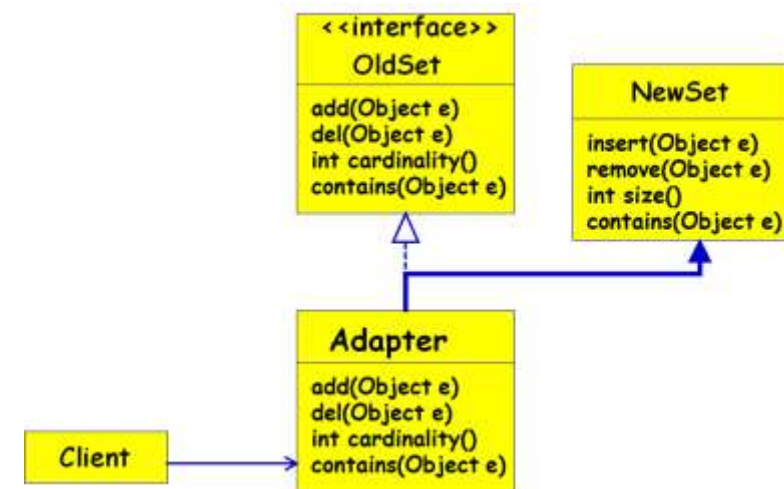 <<interface>>
OldSet
add(Object e)
del(Object e)
int cardinality()
contains(Object e)
NewSet
insert(Object e)
remove(Object e)
int size()
contains(Object e)
Adapter
add(Object e)
del(Object e)
int cardinality()
contains(Object e)
Client